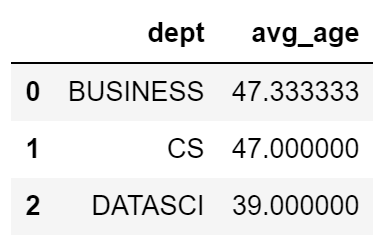 dept avg_age
0 BUSINESS 47.333333
1 CS 47.000000
2 DATASCI 39.000000